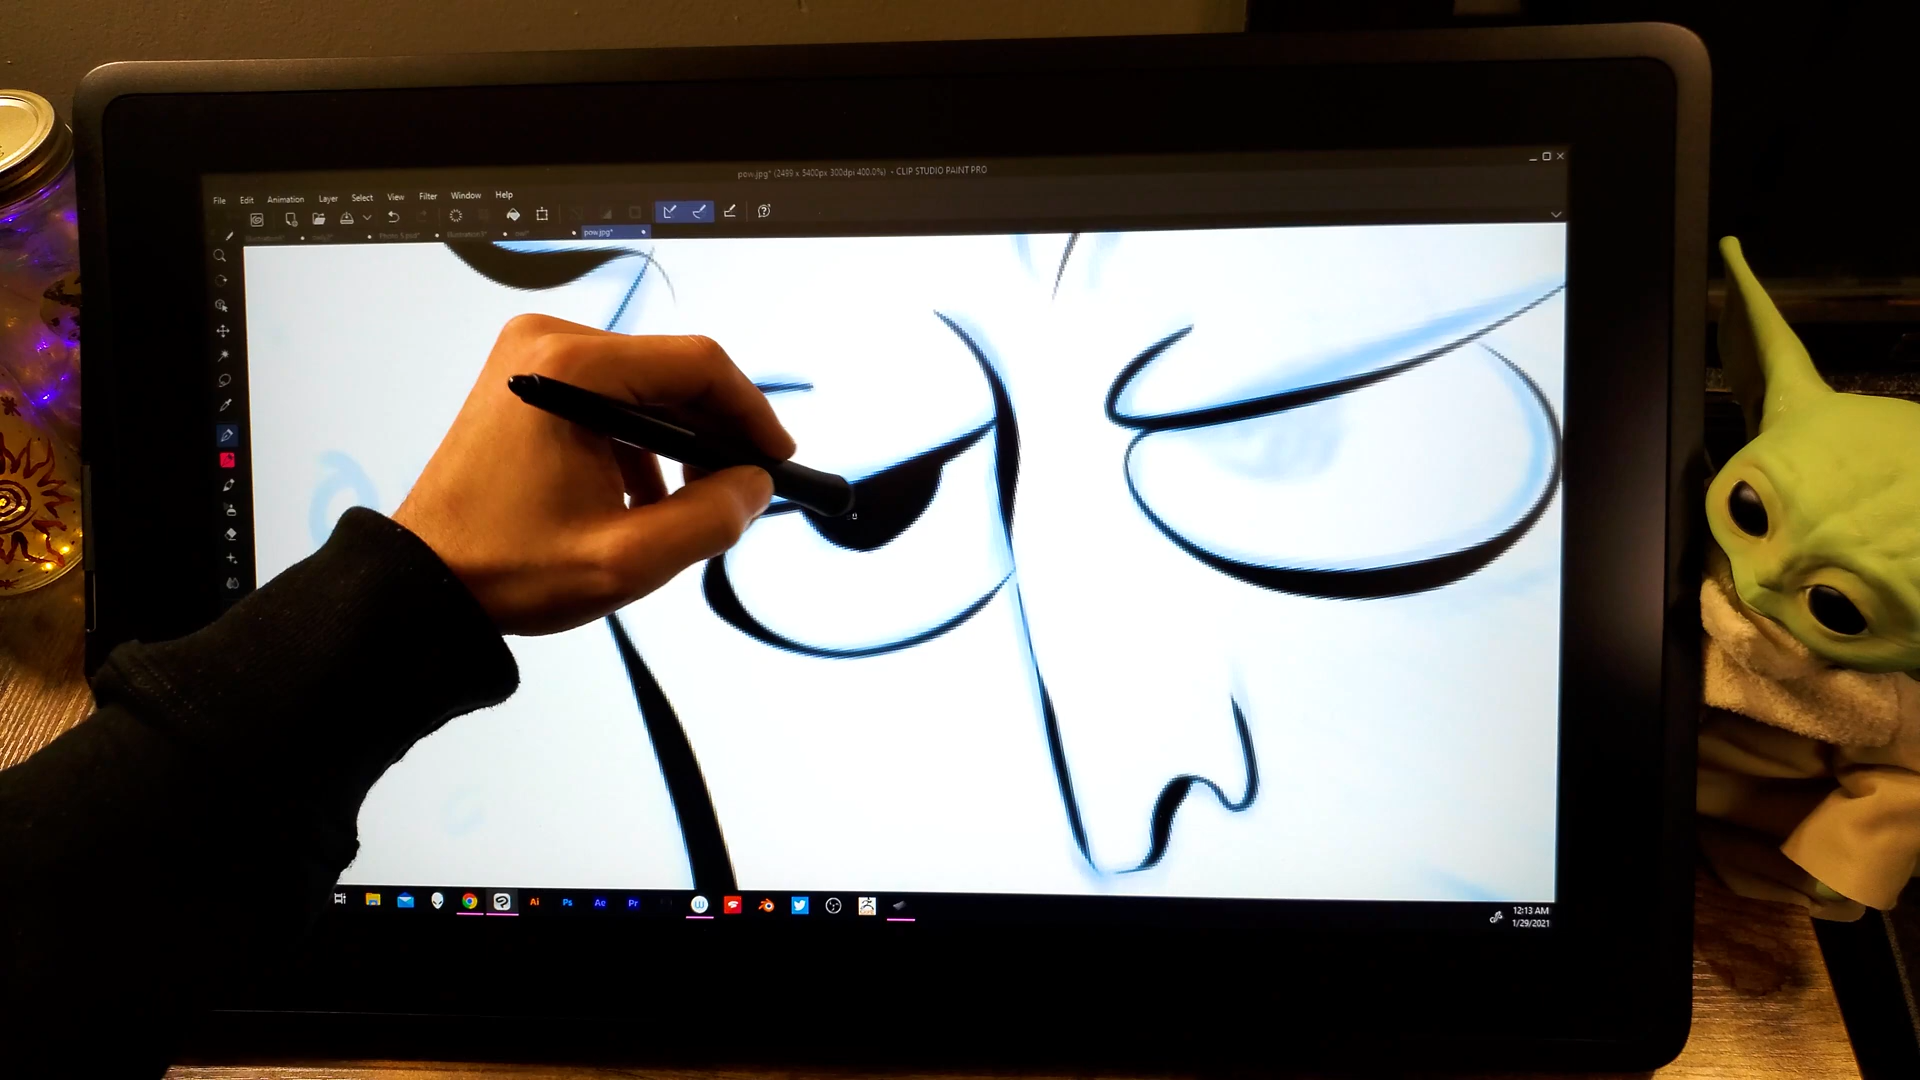 pow.jpg* (2499 x 5400px 300dpi 400.0%) - CLIP STUDIO PAINT PRO
File Edit Animation Layer Select View Filter Window Help
pow.jpg*
Ai Ps Ae Pr
12:13 AM
1/29/2021